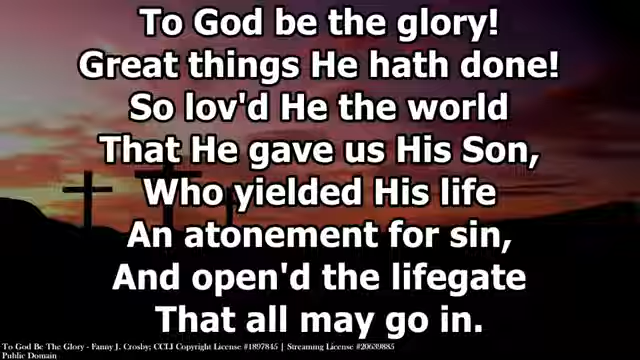 To God be the glory!
Great things He hath done!
So lov'd He the world
That He gave us His Son,
Who yielded His life
An atonement for sin,
And open'd the lifegate
That all may go in.
To God Be The Glory - Fanny J. Crosby; CCLI Copyright License #1897845 | Streaming License #20639885
Public Domain